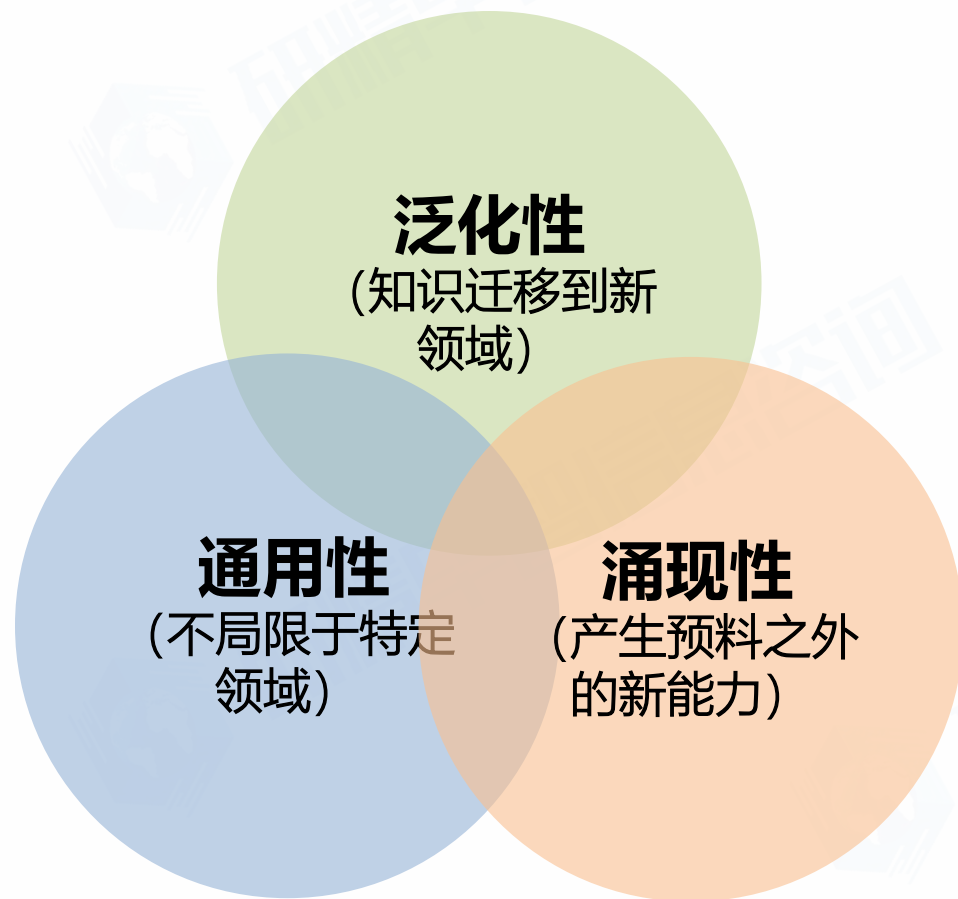 泛化性
（知识迁移到新
领域）
通用性
（不局限于特定
领域）
涌现性
（产生预料之外
的新能力）